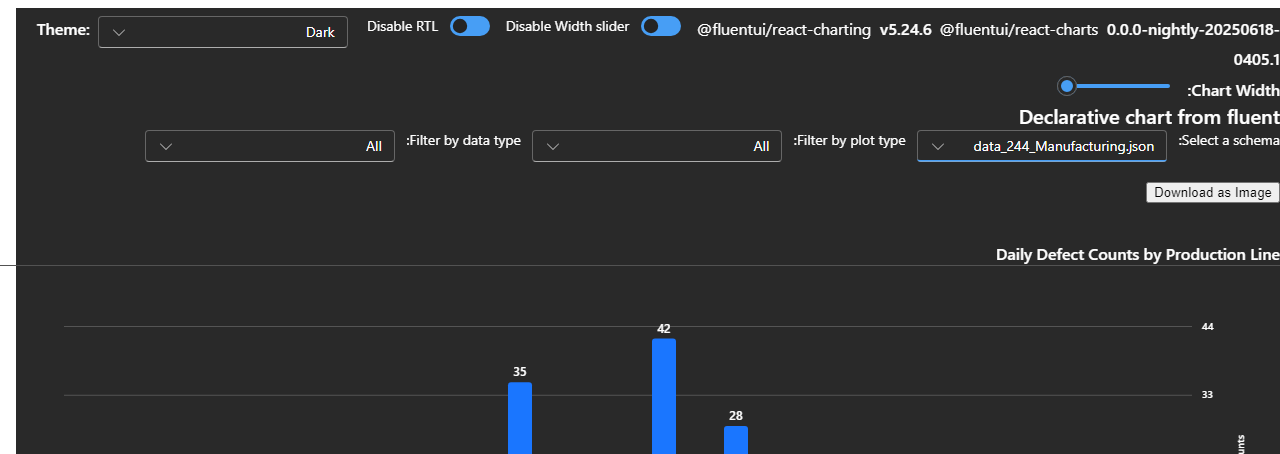 Theme: Dark Disable RTL Disable Width slider @fluentui/react-charting v5.24.6 @fluentui/react-charts 0.0.0-nightly-20250618-
0405.1
:Chart Width
Declarative chart from fluent
:Select a schema data_244_Manufacturing.json :Filter by plot type All :Filter by data type All
Download as Image
Daily Defect Counts by Production Line
44
42
35
33
28